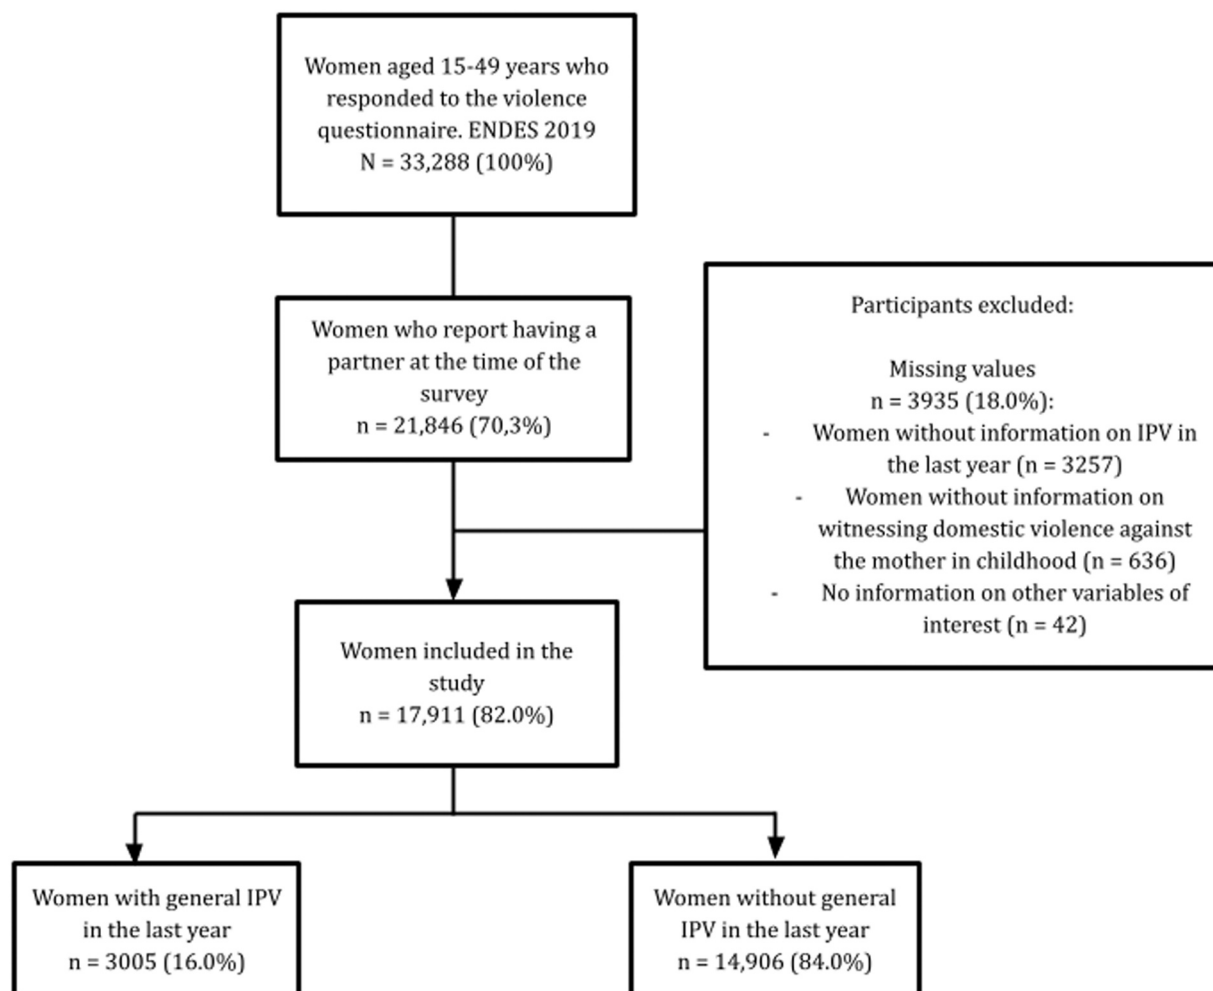 Women aged 15-49 years who
responded to the violence
questionnaire. ENDES 2019
N = 33,288 (100%)
Women who report having a
partner at the time of the
survey
n = 21,846 (70,3%)
Participants excluded:
Missing values
n = 3935 (18.0%):
- Women without information on IPV in
the last year (n = 3257)
- Women without information on
witnessing domestic violence against
the mother in childhood (n = 636)
- No information on other variables of
interest (n = 42)
Women included in the
study
n = 17,911 (82.0%)
Women with general IPV
in the last year
n = 3005 (16.0%)
Women without general
IPV in the last year
n = 14,906 (84.0%)